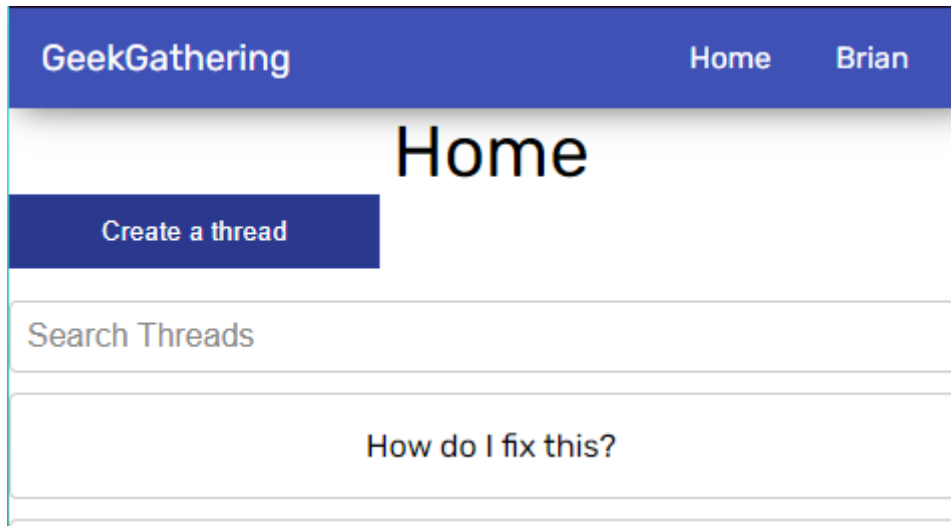 GeekGathering Home Brian
Home
Create a thread
Search Threads
How do I fix this?